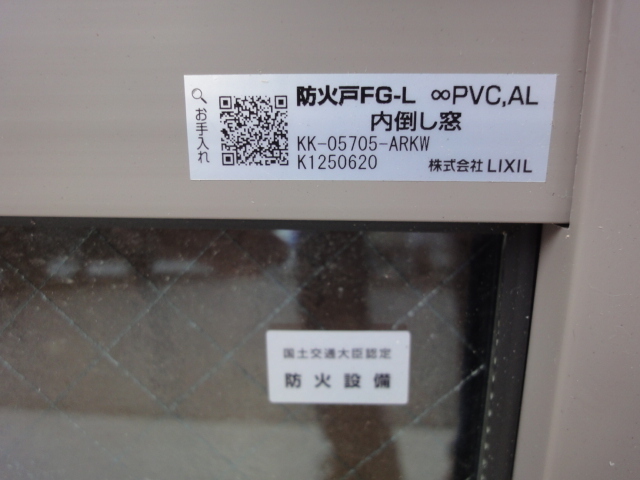 防火戸FG-L ∞PVC,AL
内倒し窓
お手入れ
KK-05705-ARKW
K1250620
株式会社 LIXIL
国土交通大臣認定
防火設備